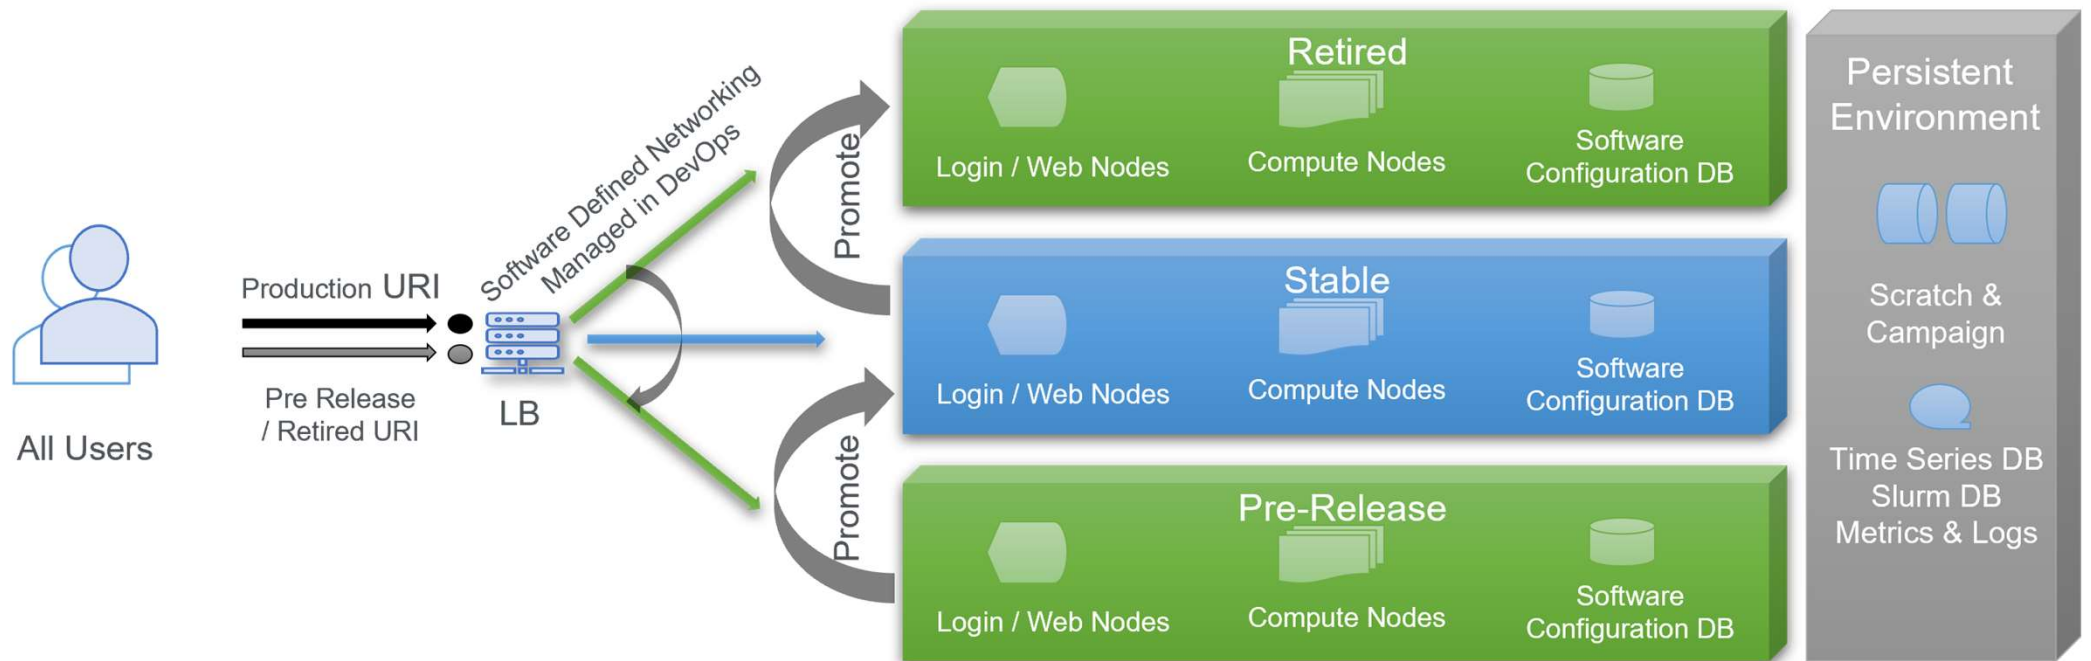 All Users
Production URI
Pre Release
/ Retired URI
LB
Software Defined Networking
Managed in DevOps
Promote
Promote
Retired
Login / Web Nodes
Compute Nodes
Software
Configuration DB
Stable
Login / Web Nodes
Compute Nodes
Software
Configuration DB
Pre-Release
Login / Web Nodes
Compute Nodes
Software
Configuration DB
Persistent
Environment
Scratch &
Campaign
Time Series DB
Slurm DB
Metrics & Logs